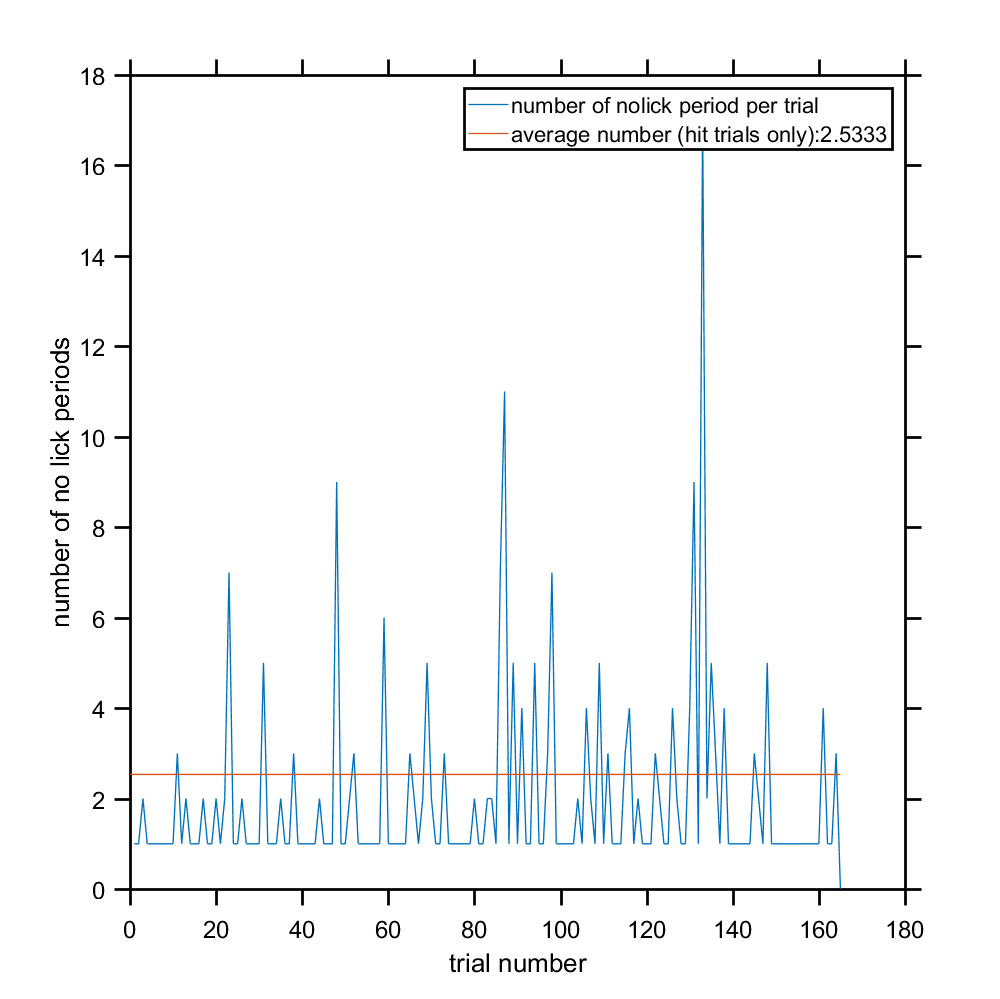 number of nolick period per trial
average number (hit trials only):2.5333
18
16
14
12
10
8
6
4
2
0
number of no lick periods
0 20 40 60 80 100 120 140 160 180
trial number